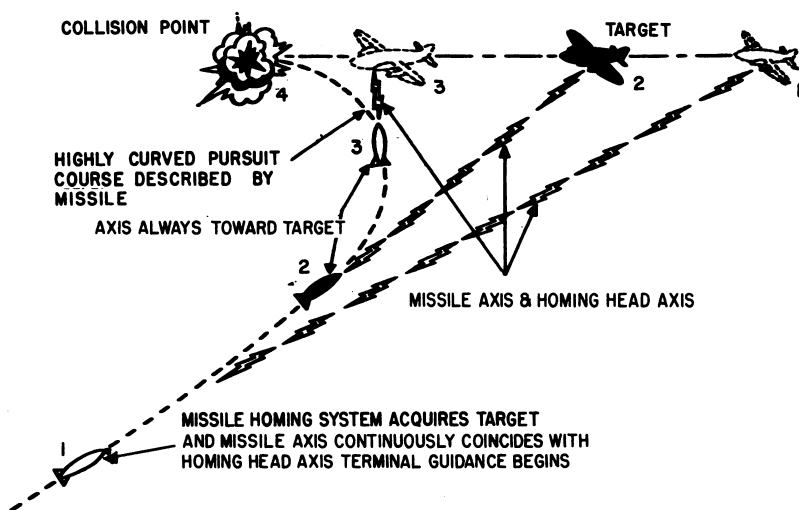 COLLISION POINT
TARGET
4
3
2
1
3
HIGHLY CURVED PURSUIT
COURSE DESCRIBED BY
MISSILE
AXIS ALWAYS TOWARD TARGET
2
MISSILE AXIS & HOMING HEAD AXIS
1
MISSILE HOMING SYSTEM ACQUIRES TARGET
AND MISSILE AXIS CONTINUOUSLY COINCIDES WITH
HOMING HEAD AXIS TERMINAL GUIDANCE BEGINS